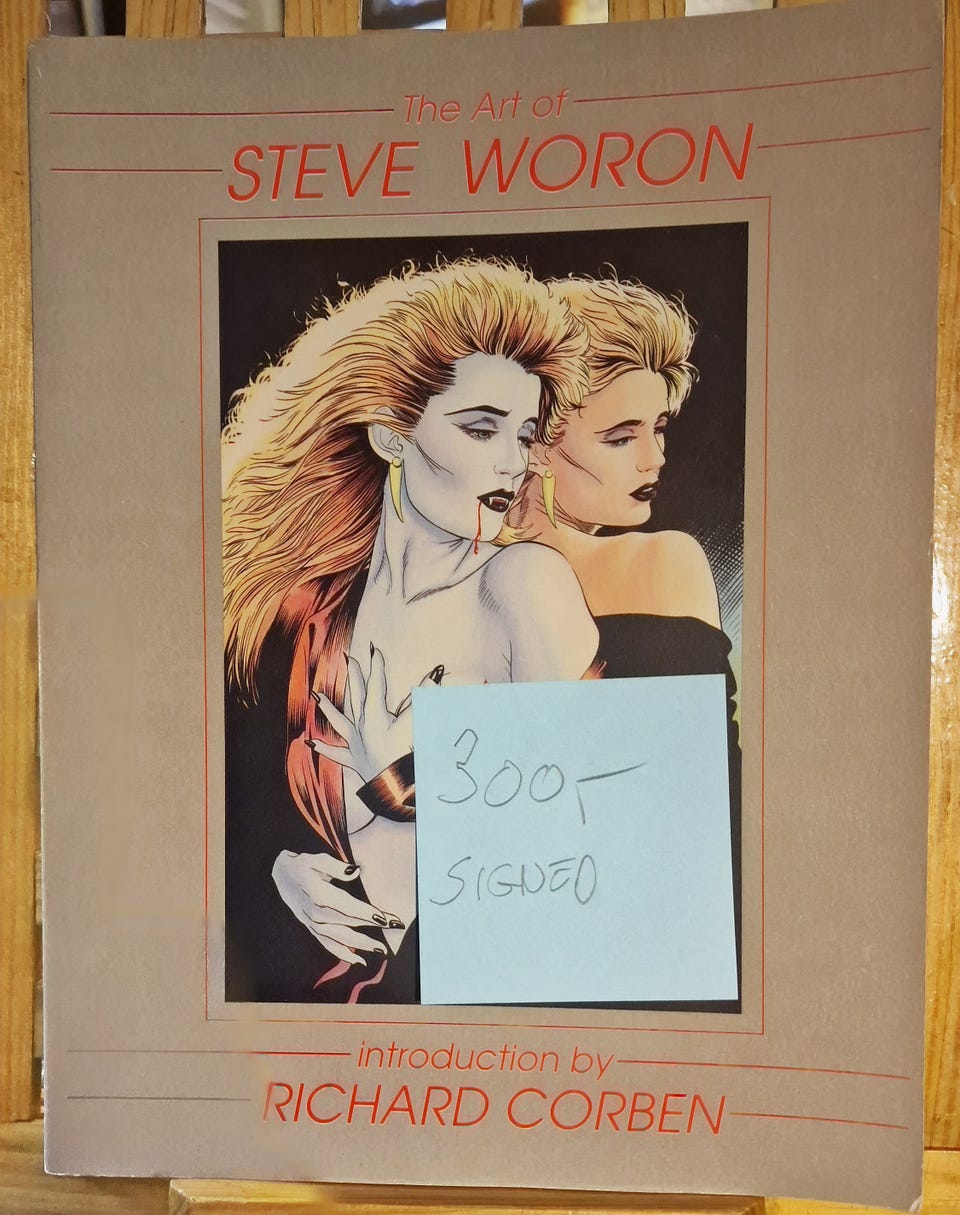 The Art of
STEVE WORON
300,-
SIGNED
introduction by
RICHARD CORBEN